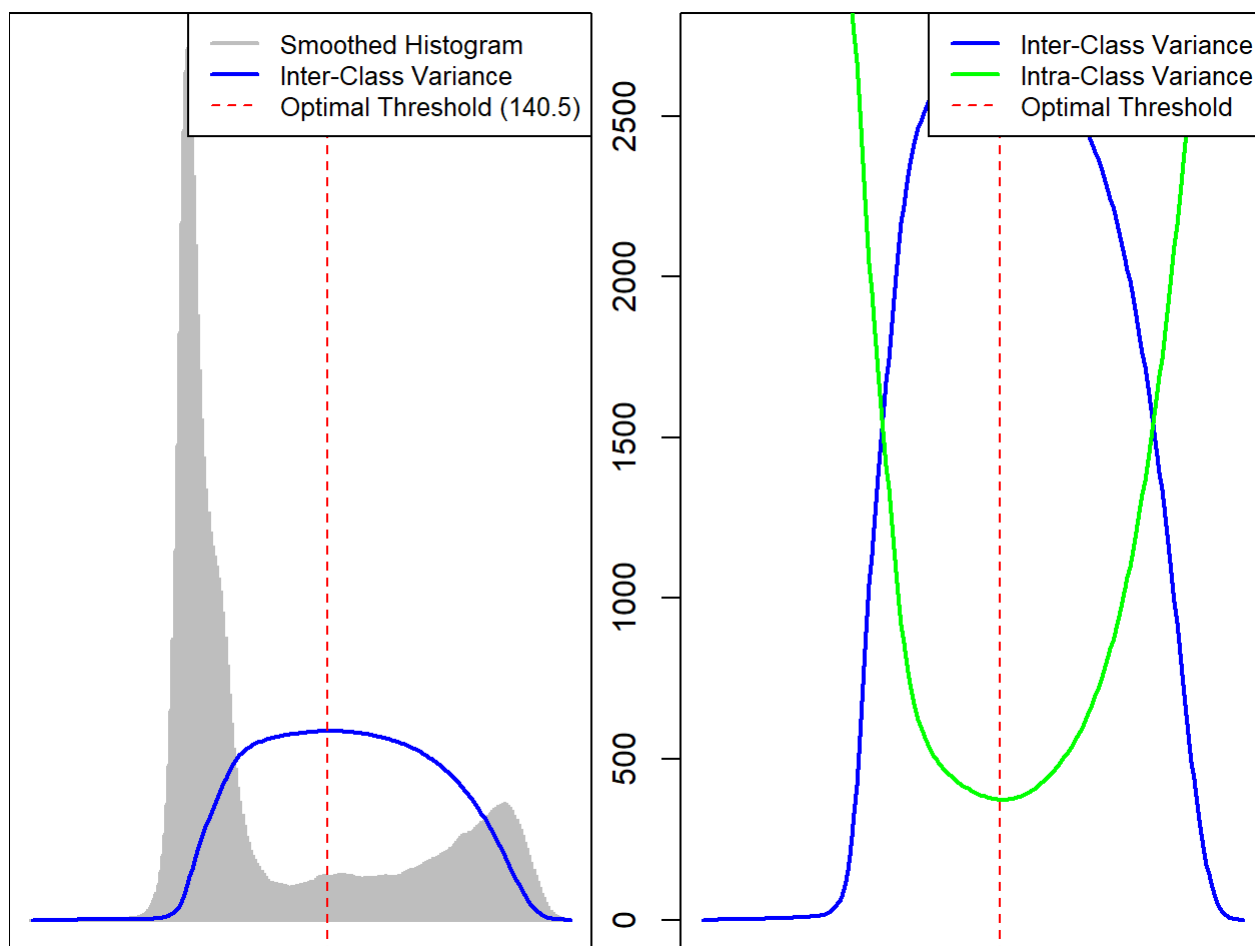 Smoothed Histogram
Inter-Class Variance
Optimal Threshold (140.5)
Inter-Class Variance
Intra-Class Variance
Optimal Threshold
2500
2000
1500
1000
500
0